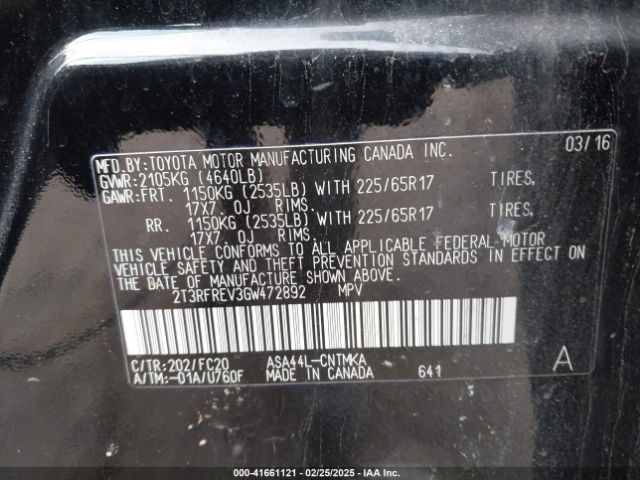 MFD.BY:TOYOTA MOTOR MANUFACTURING CANADA INC. 03/16
GVWR:2105KG (4640LB)
GAWR:FRT. 1150KG (2535LB) WITH 225/65R17 TIRES,
17X7.0J RIMS.
RR. 1150KG (2535LB) WITH 225/65R17 TIRES,
17X7.0J RIMS.
THIS VEHICLE CONFORMS TO ALL APPLICABLE FEDERAL MOTOR
VEHICLE SAFETY AND THEFT PREVENTION STANDARDS IN EFFECT ON
THE DATE OF MANUFACTURE SHOWN ABOVE.
2T3RFREV3GW472892 MPV
C/TR:202/FC20 ASA44L-CNTMKA A
A/TM:-01A/U760F MADE IN CANADA 641
000-41661121 - 02/25/2025 - IAA Inc.